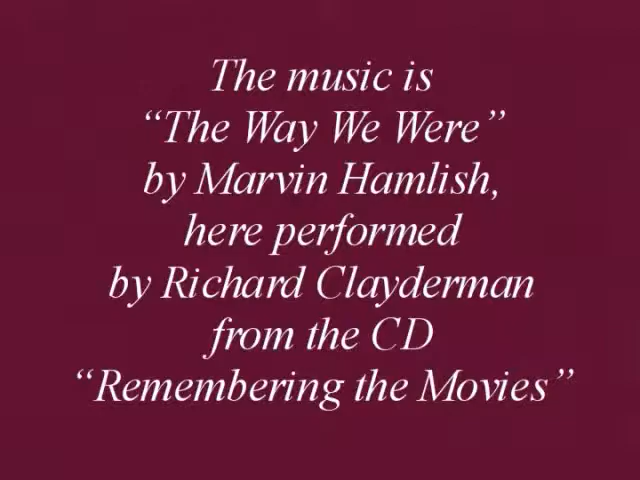 The music is
“The Way We Were”
by Marvin Hamlish,
here performed
by Richard Clayderman
from the CD
“Remembering the Movies”